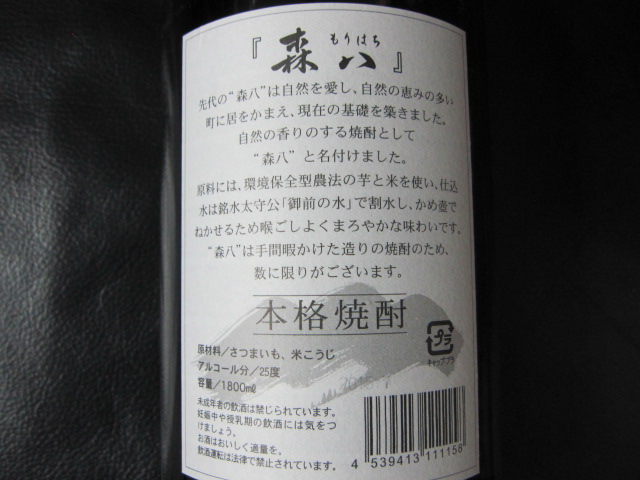 『森八』
もりはち
先代の“森八”は自然を愛し、自然の恵みの多い
町に居をかまえ、現在の基礎を築きました。
自然の香りのする焼酎として
“森八”と名付けました。
原料には、環境保全型農法の芋と米を使い、仕込
水は銘水太守公「御前の水」で割水し、かめ壺で
ねかせるため喉ごしよくまろやかな味わいです。
“森八”は手間暇かけた造りの焼酎のため、
数に限りがございます。
本格焼酎
原材料／さつまいも、米こうじ
アルコール分／25度
容量／1800㎖
プラ
キャップ
未成年者の飲酒は禁じられています。
妊娠中や授乳期の飲酒には気をつ
けましょう。
お酒はおいしく適量を。
飲酒運転は法律で禁止されています。
4 539413 111158